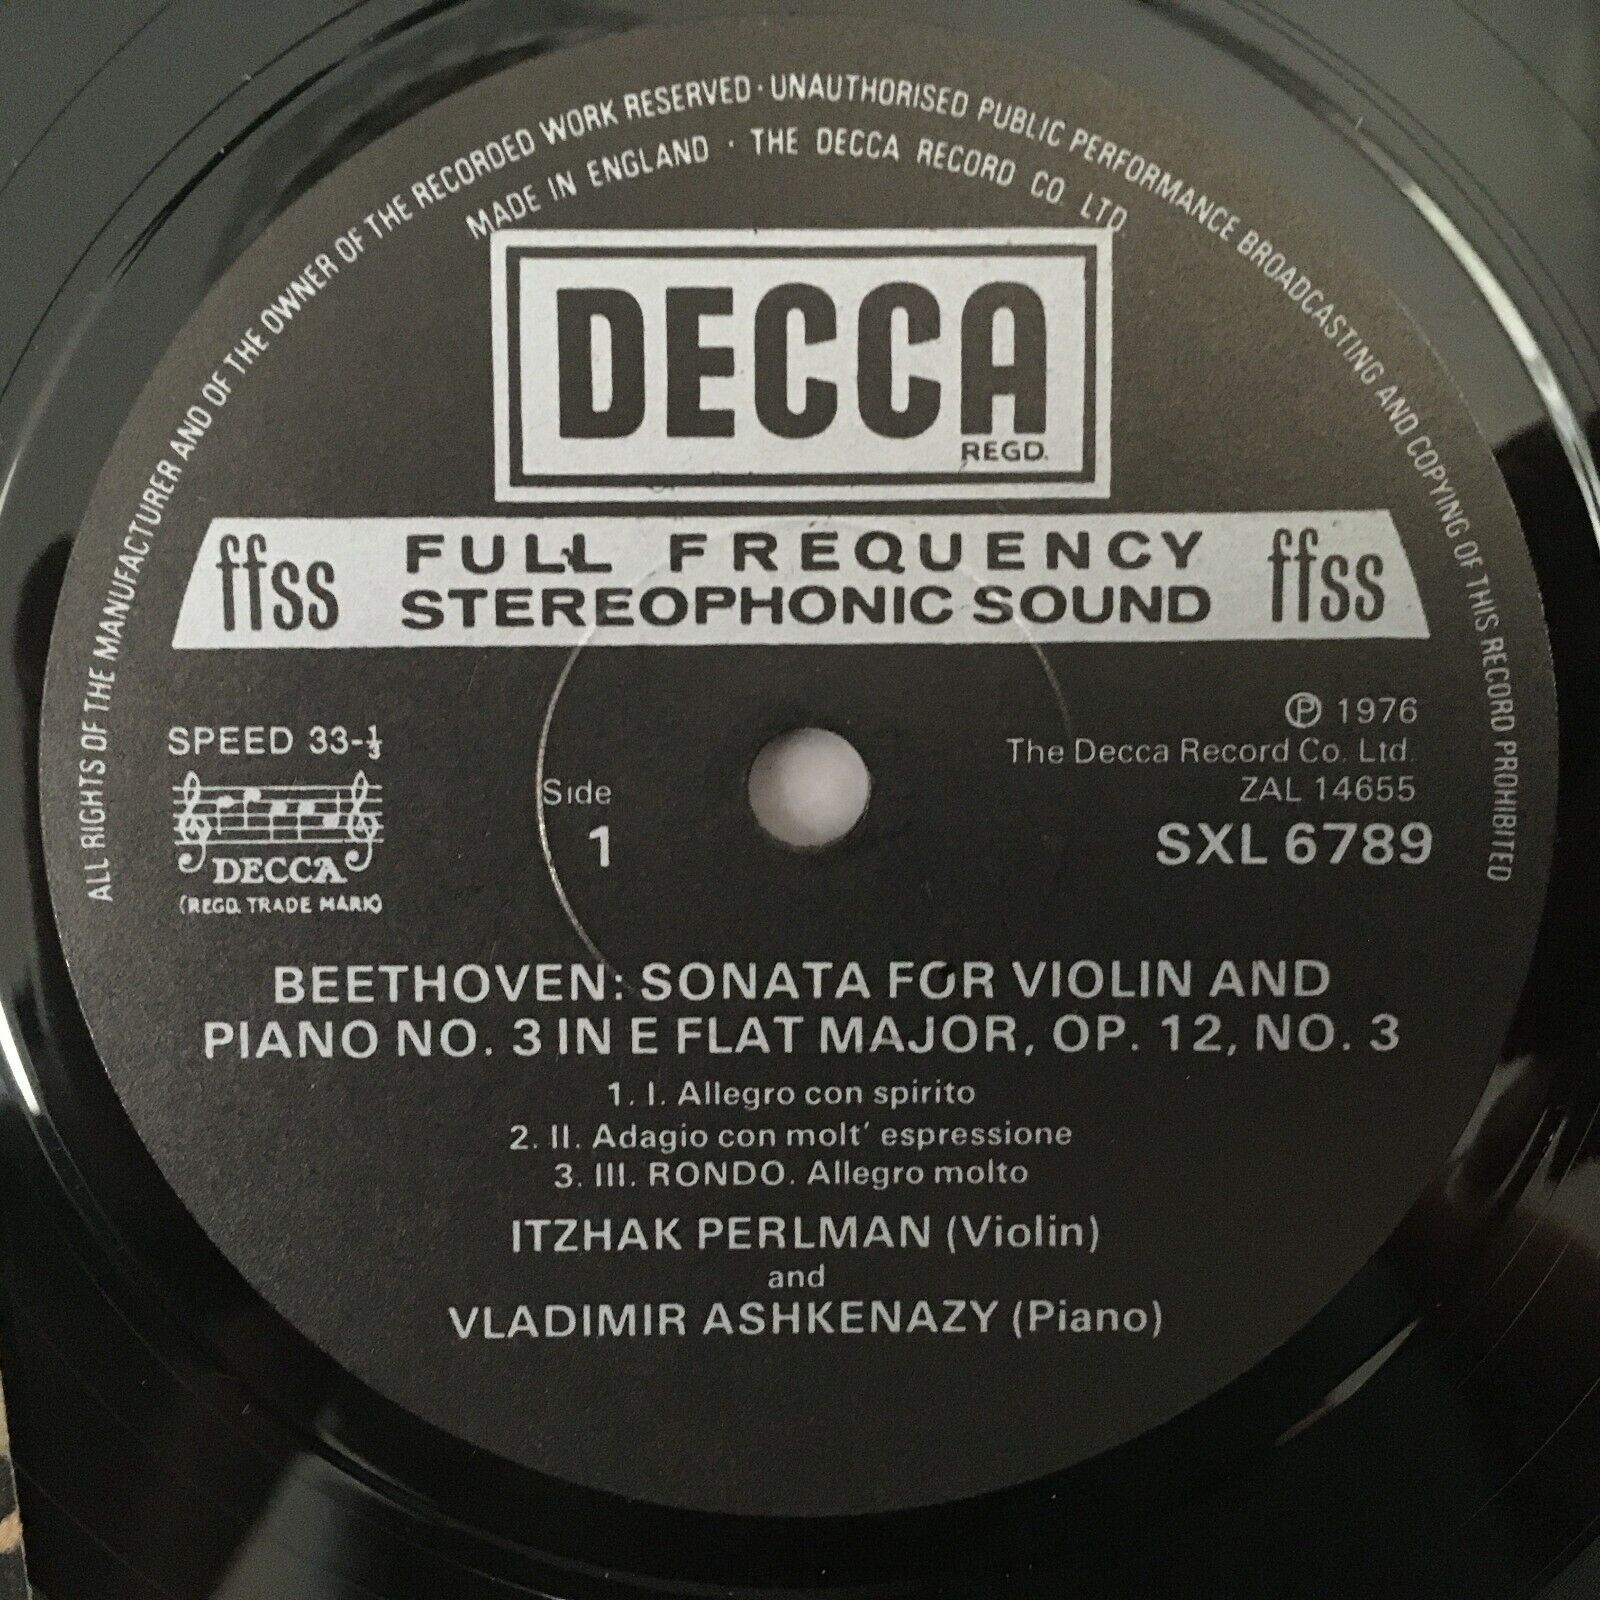 ALL RIGHTS OF THE MANUFACTURER AND OF THE OWNER OF THE RECORDED WORK RESERVED · UNAUTHORISED PUBLIC PERFORMANCE BROADCASTING AND COPYING OF THIS RECORD PROHIBITED
MADE IN ENGLAND · THE DECCA RECORD CO. LTD.
DECCA
REGD.
ffss FULL FREQUENCY ffss
STEREOPHONIC SOUND
SPEED 33-⅓
DECCA
(REGD. TRADE MARK)
Side
1
℗ 1976
The Decca Record Co. Ltd.
ZAL 14655
SXL 6789
BEETHOVEN: SONATA FOR VIOLIN AND
PIANO NO. 3 IN E FLAT MAJOR, OP. 12, NO. 3
1. I. Allegro con spirito
2. II. Adagio con molt' espressione
3. III. RONDO. Allegro molto
ITZHAK PERLMAN (Violin)
and
VLADIMIR ASHKENAZY (Piano)